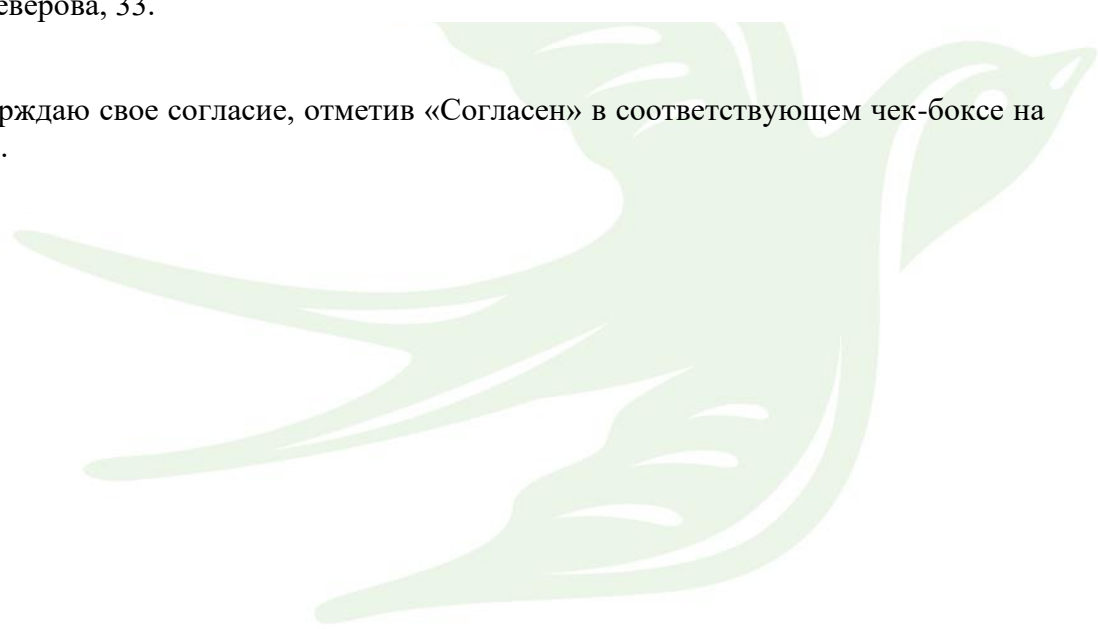 еверова, 33.
рждаю свое согласие, отметив «Согласен» в соответствующем чек-боксе на
.